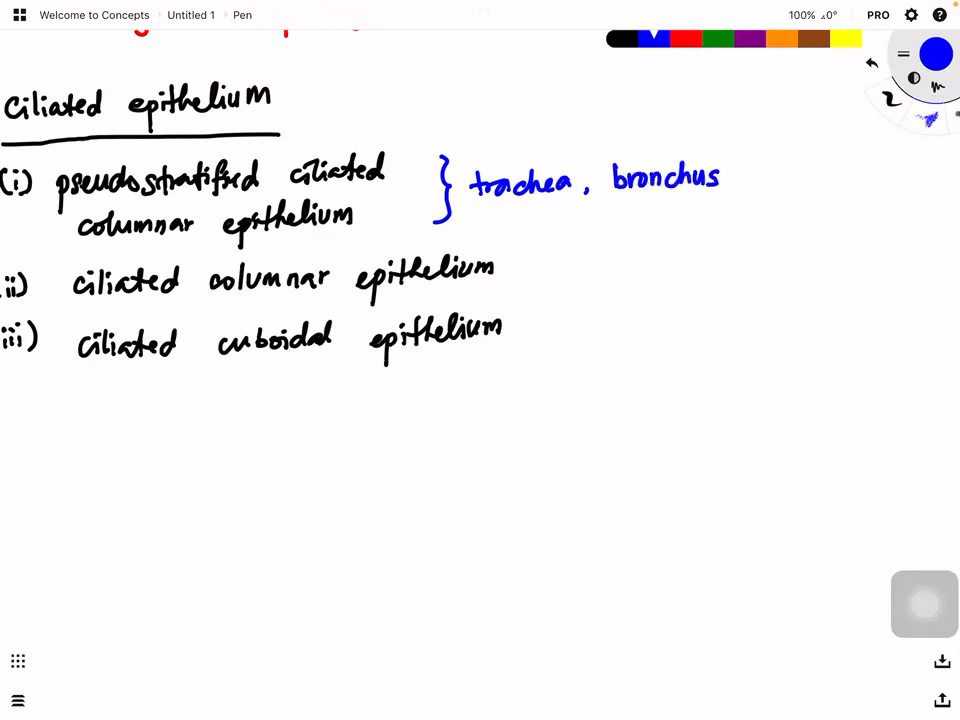 Welcome to Concepts Untitled 1 Pen 100% ⊿0° PRO
ciliated epithelium
(i) pseudostratified ciliated columnar epithelium } trachea, bronchus
ii) ciliated columnar epithelium
iii) ciliated cuboidal epithelium